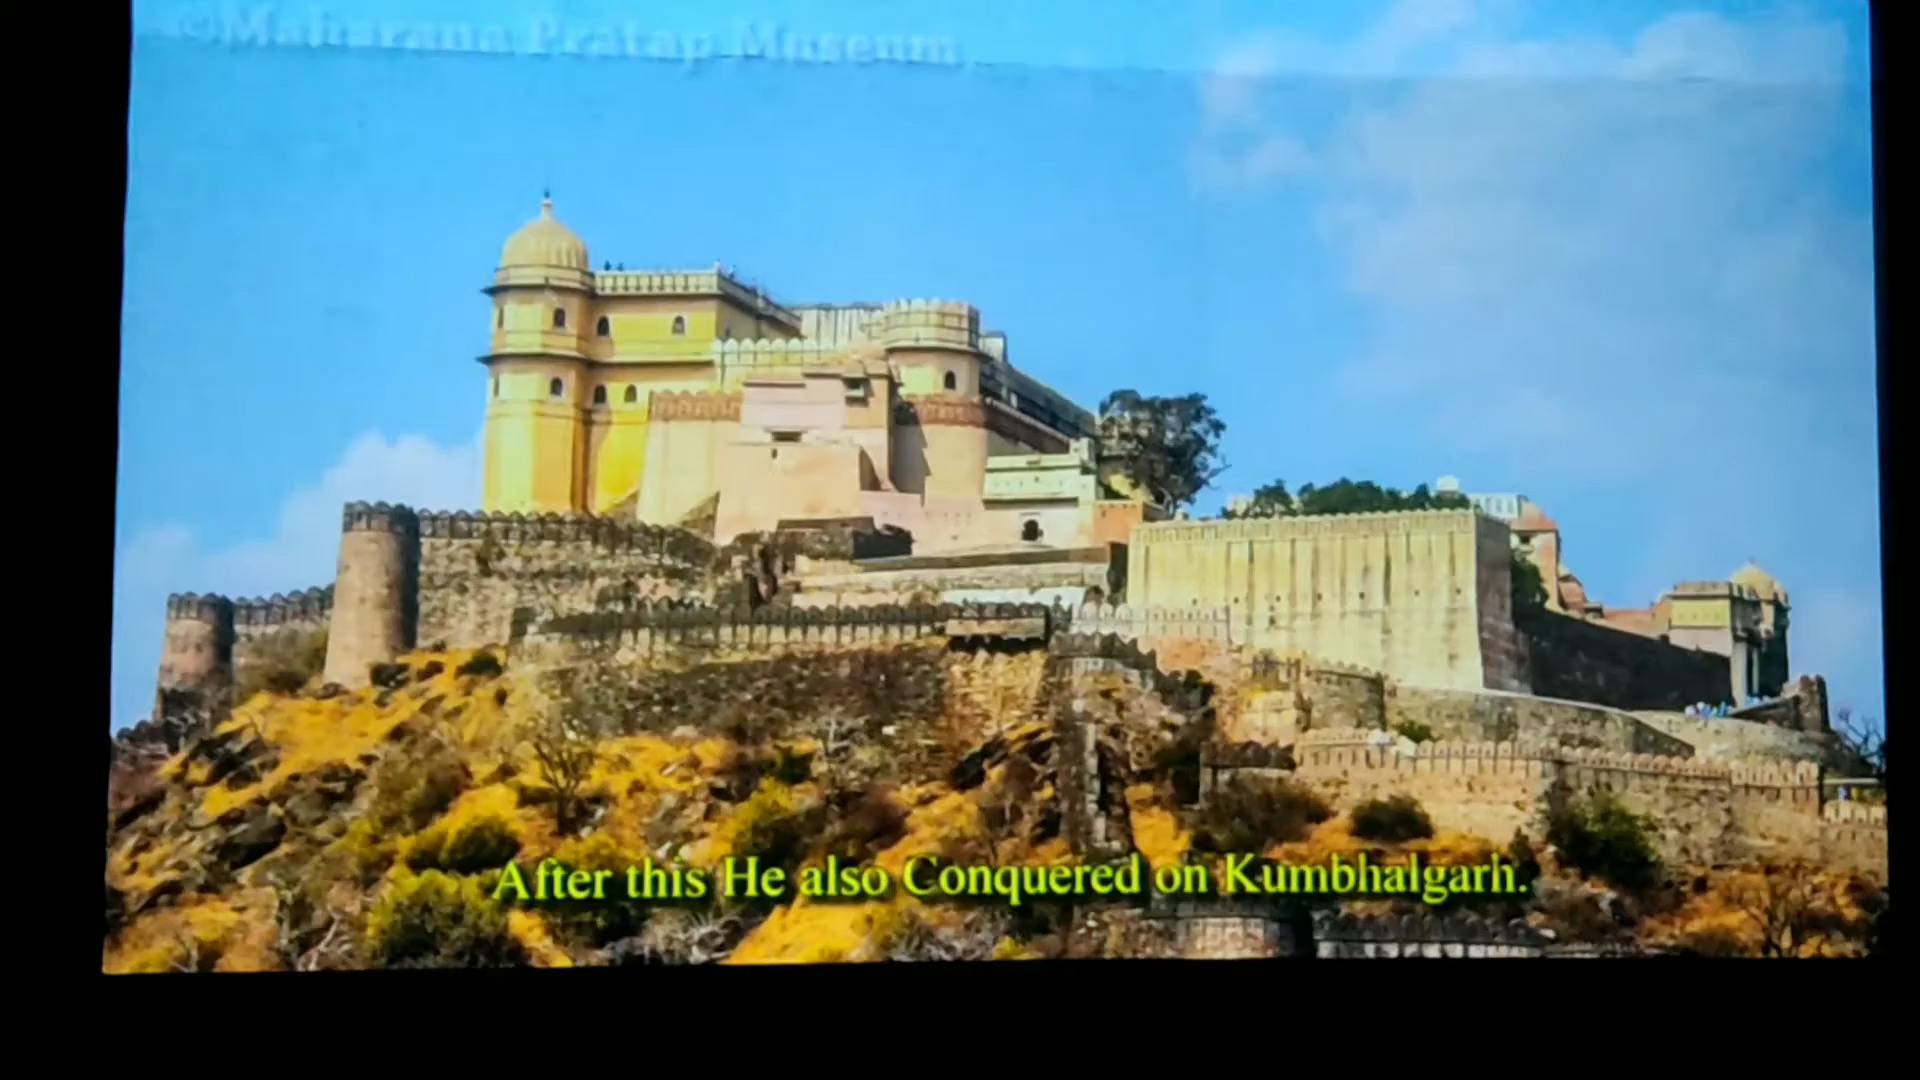 ©Maharana Pratap Museum
After this He also Conquered on Kumbhalgarh.